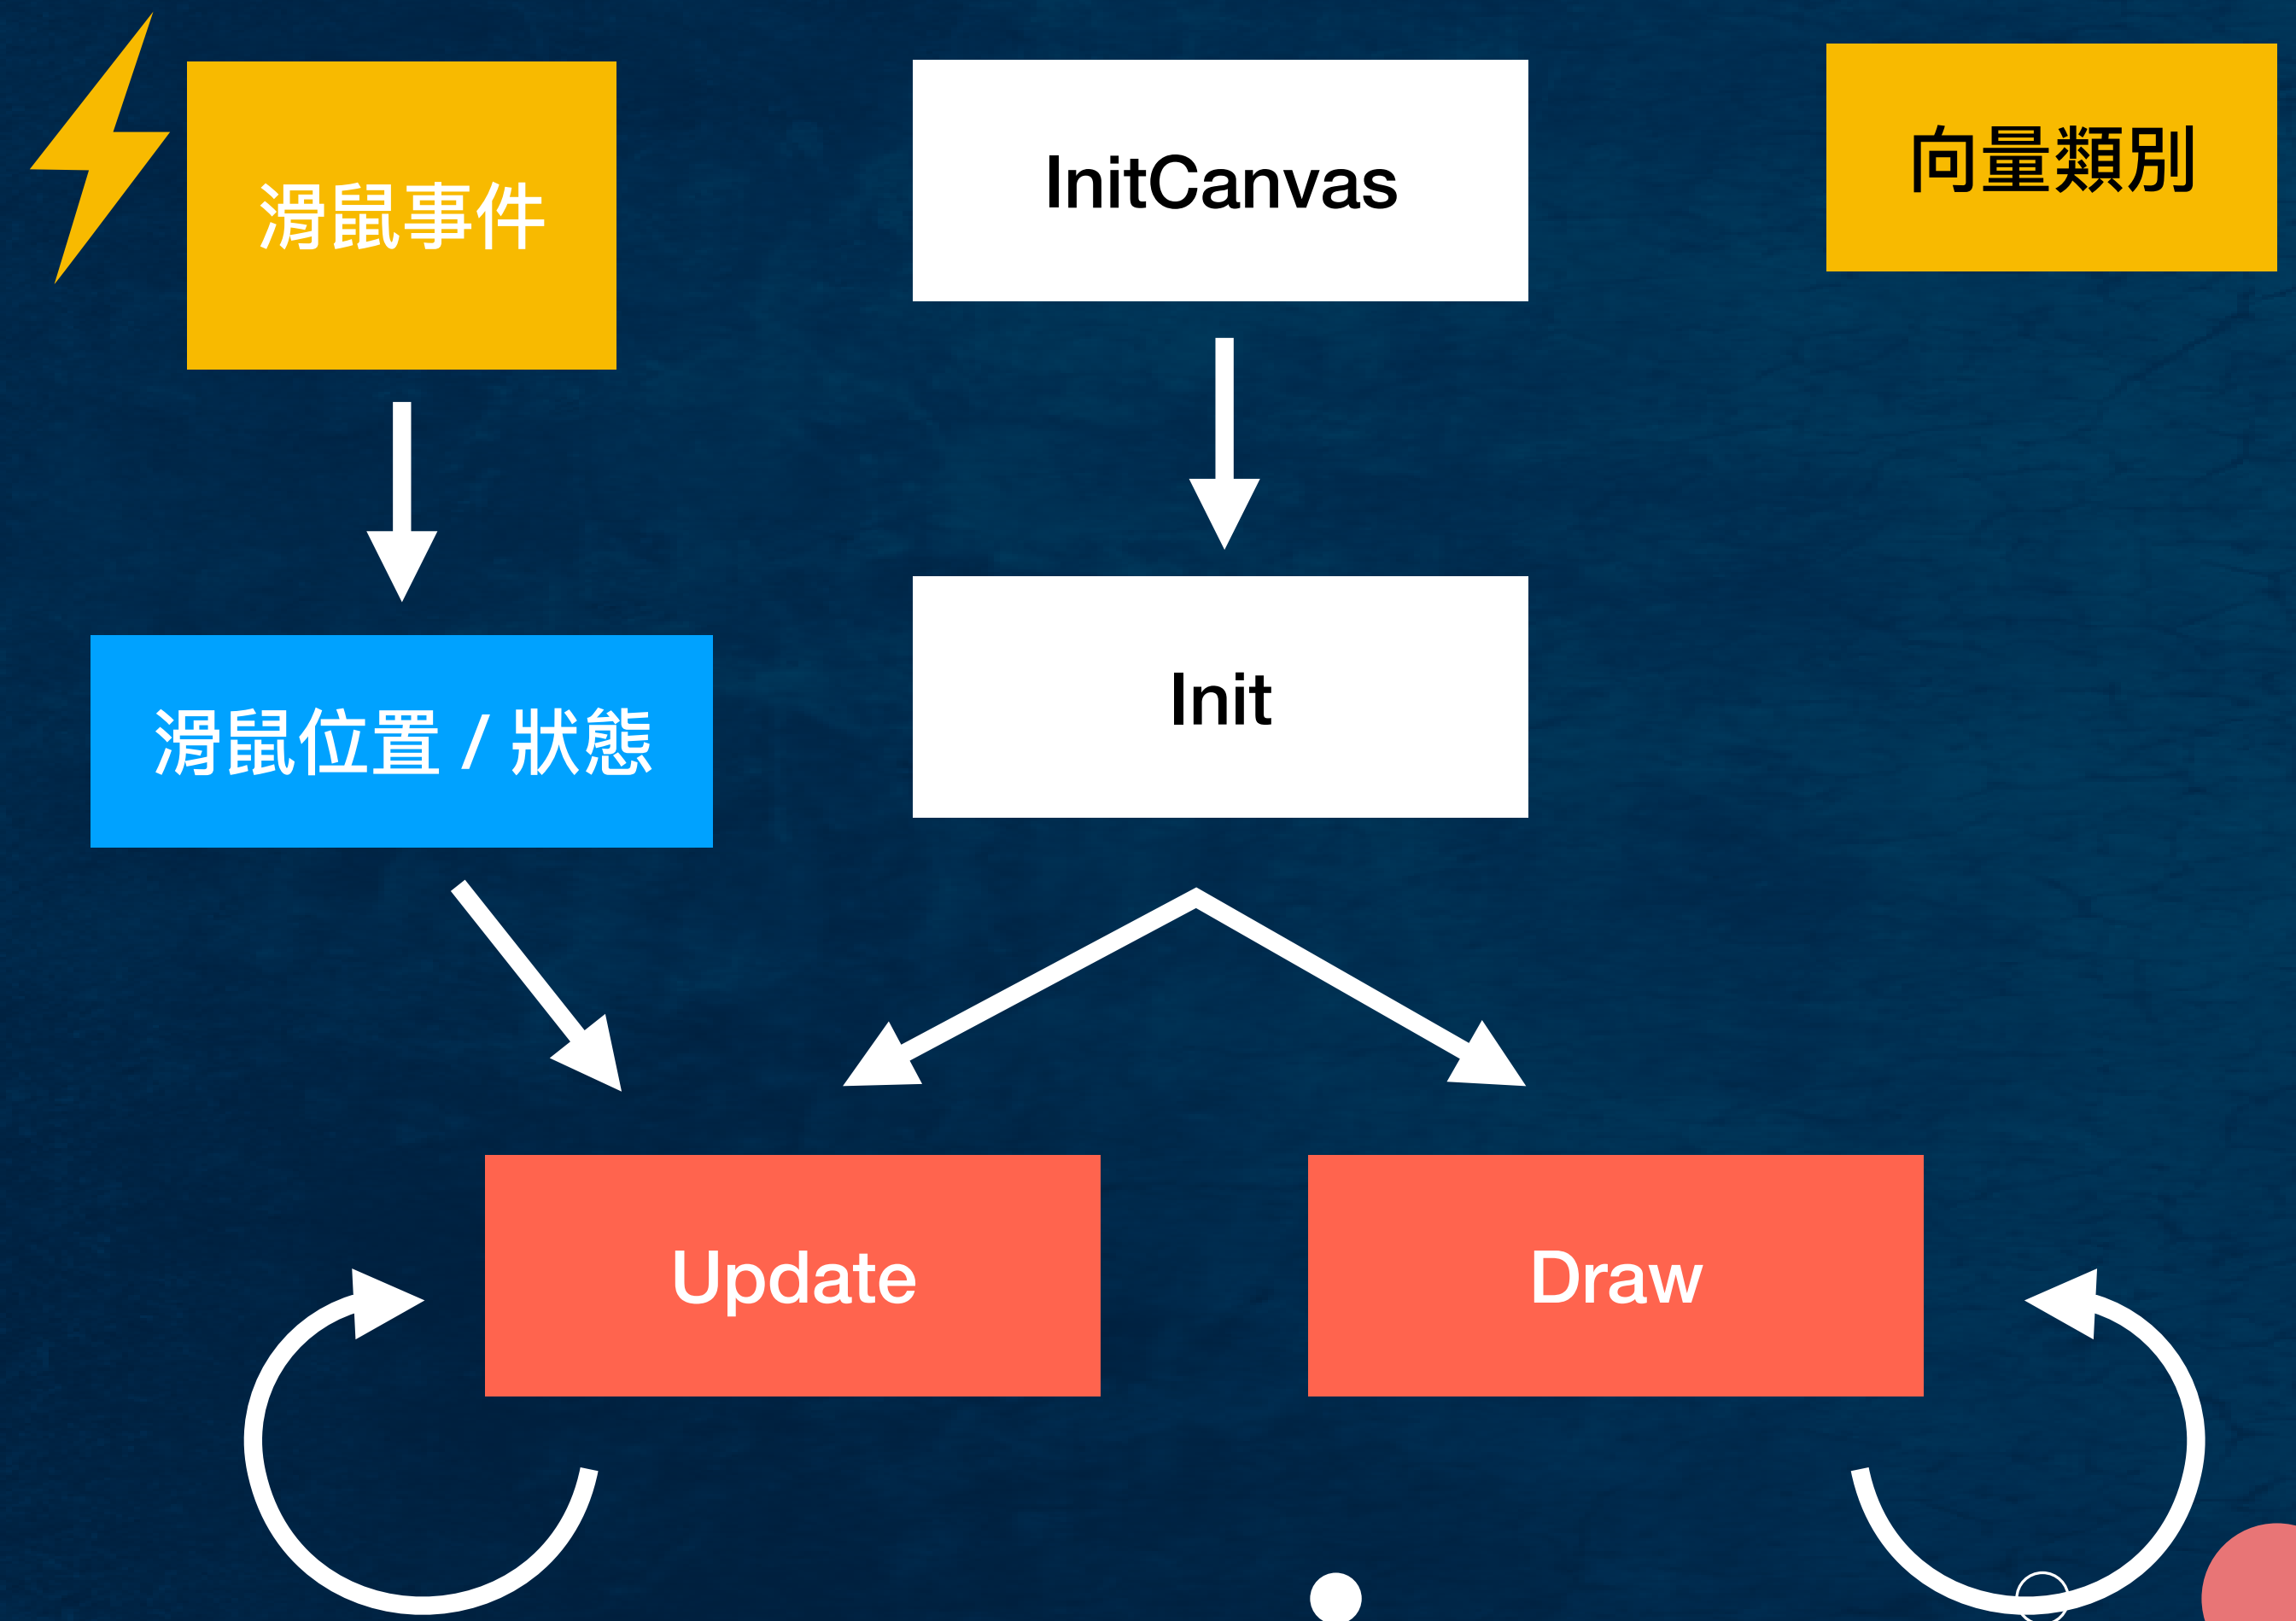 滑鼠事件
InitCanvas
向量類別
滑鼠位置 / 狀態
Init
Update
Draw